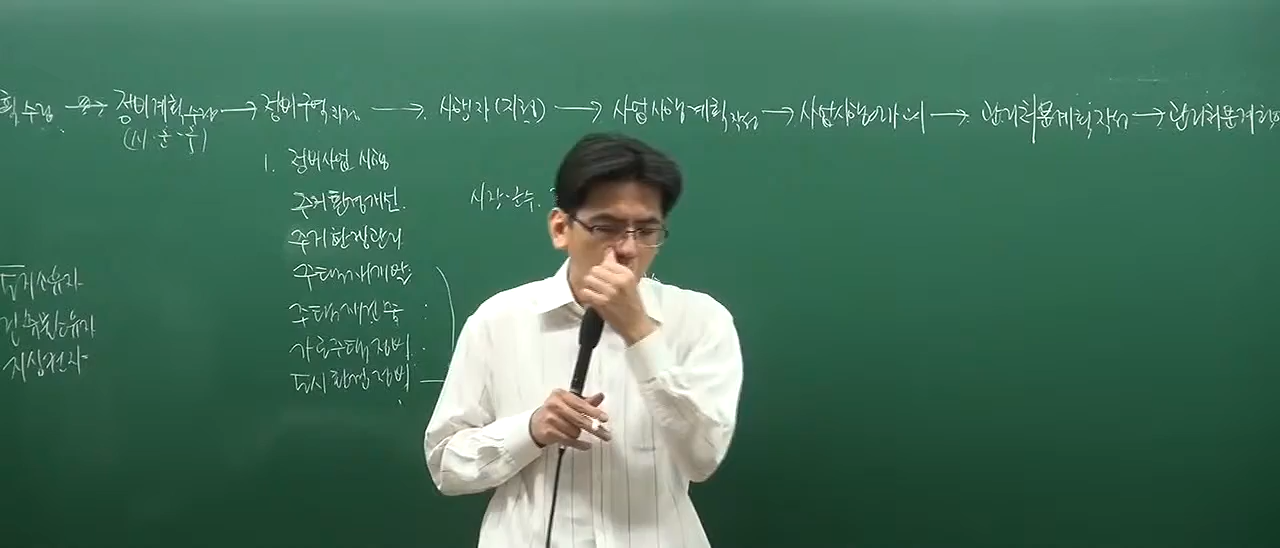 획수립 → 정비계획수립 → 정비구역지정 → 시행자(지정) → 사업시행계획작성 → 사업시행인가 → 관리처분계획작성 → 관리처분계획
(시·군·
1. 정비사업 시행
주거환경개선
시장·군수
주거환경관리
주택재개발
주택재건축
가로주택정비
도시환경정비
토지소유자
건축물소유자
지상권자